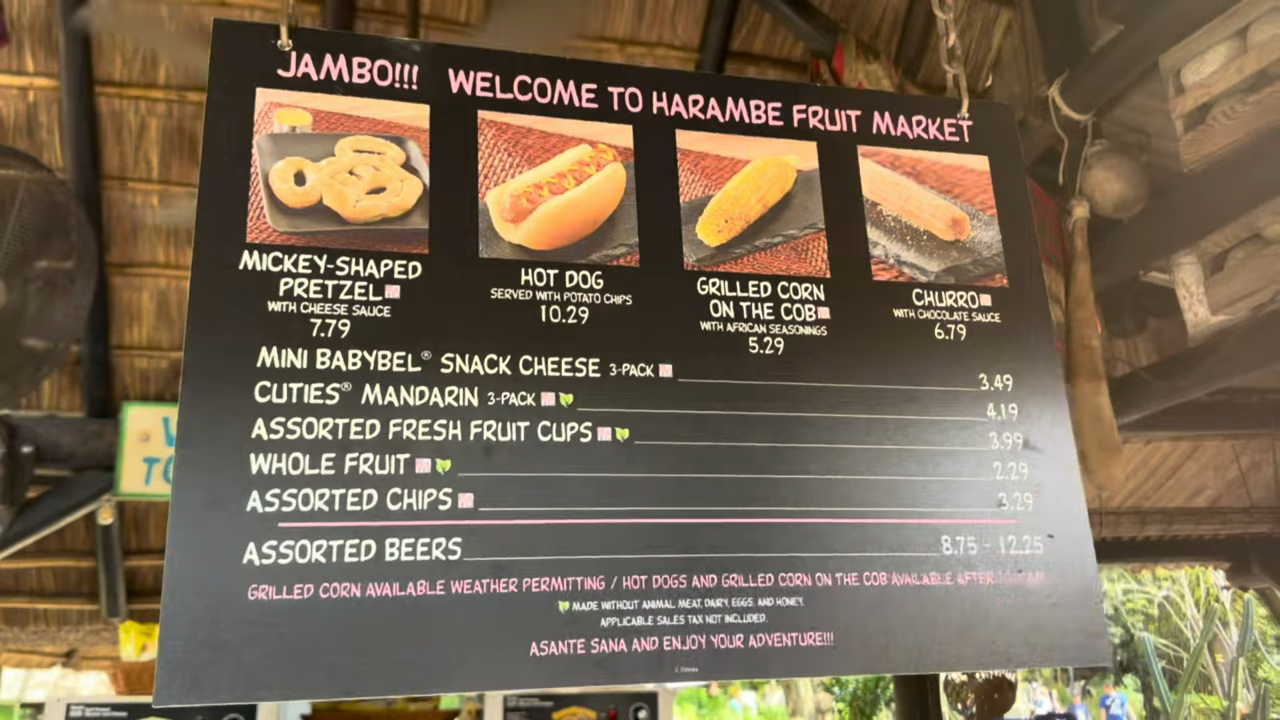 JAMBO!!! WELCOME TO HARAMBE FRUIT MARKET
MICKEY-SHAPED
PRETZEL
WITH CHEESE SAUCE
7.79
HOT DOG
SERVED WITH POTATO CHIPS
10.29
GRILLED CORN
ON THE COB
WITH AFRICAN SEASONINGS
5.29
CHURRO
WITH CHOCOLATE SAUCE
6.79
MINI BABYBEL® SNACK CHEESE 3-PACK 3.49
CUTIES® MANDARIN 3-PACK 4.19
ASSORTED FRESH FRUIT CUPS 3.99
WHOLE FRUIT 2.29
ASSORTED CHIPS 3.29
ASSORTED BEERS 8.75 - 12.25
GRILLED CORN AVAILABLE WEATHER PERMITTING / HOT DOGS AND GRILLED CORN ON THE COB AVAILABLE AFTER
MADE WITHOUT ANIMAL MEAT, DAIRY, EGGS, AND HONEY.
APPLICABLE SALES TAX NOT INCLUDED.
ASANTE SANA AND ENJOY YOUR ADVENTURE!!!